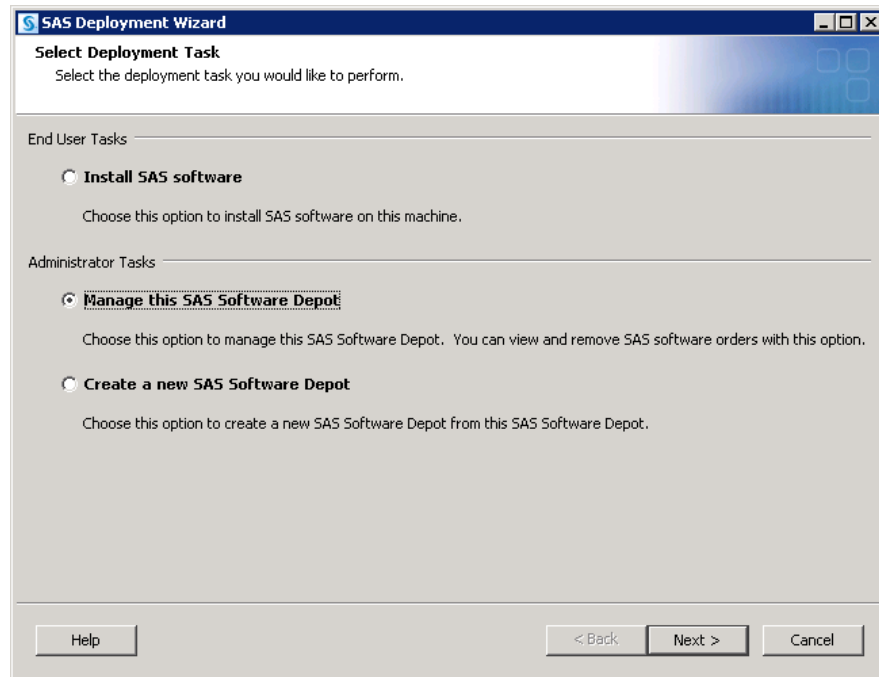 SAS Deployment Wizard
Select Deployment Task
Select the deployment task you would like to perform.
End User Tasks
Install SAS software
Choose this option to install SAS software on this machine.
Administrator Tasks
Manage this SAS Software Depot
Choose this option to manage this SAS Software Depot.  You can view and remove SAS software orders with this option.
Create a new SAS Software Depot
Choose this option to create a new SAS Software Depot from this SAS Software Depot.
Help
< Back
Next >
Cancel